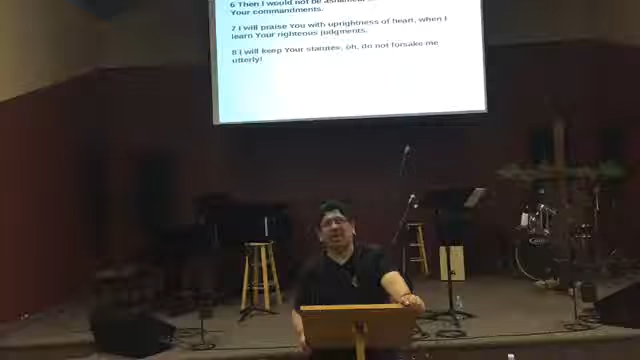 6 Then I would not be ashamed
Your commandments.
7 I will praise You with uprightness of heart, when I
learn Your righteous judgments.
8 I will keep Your statutes; oh, do not forsake me
utterly!